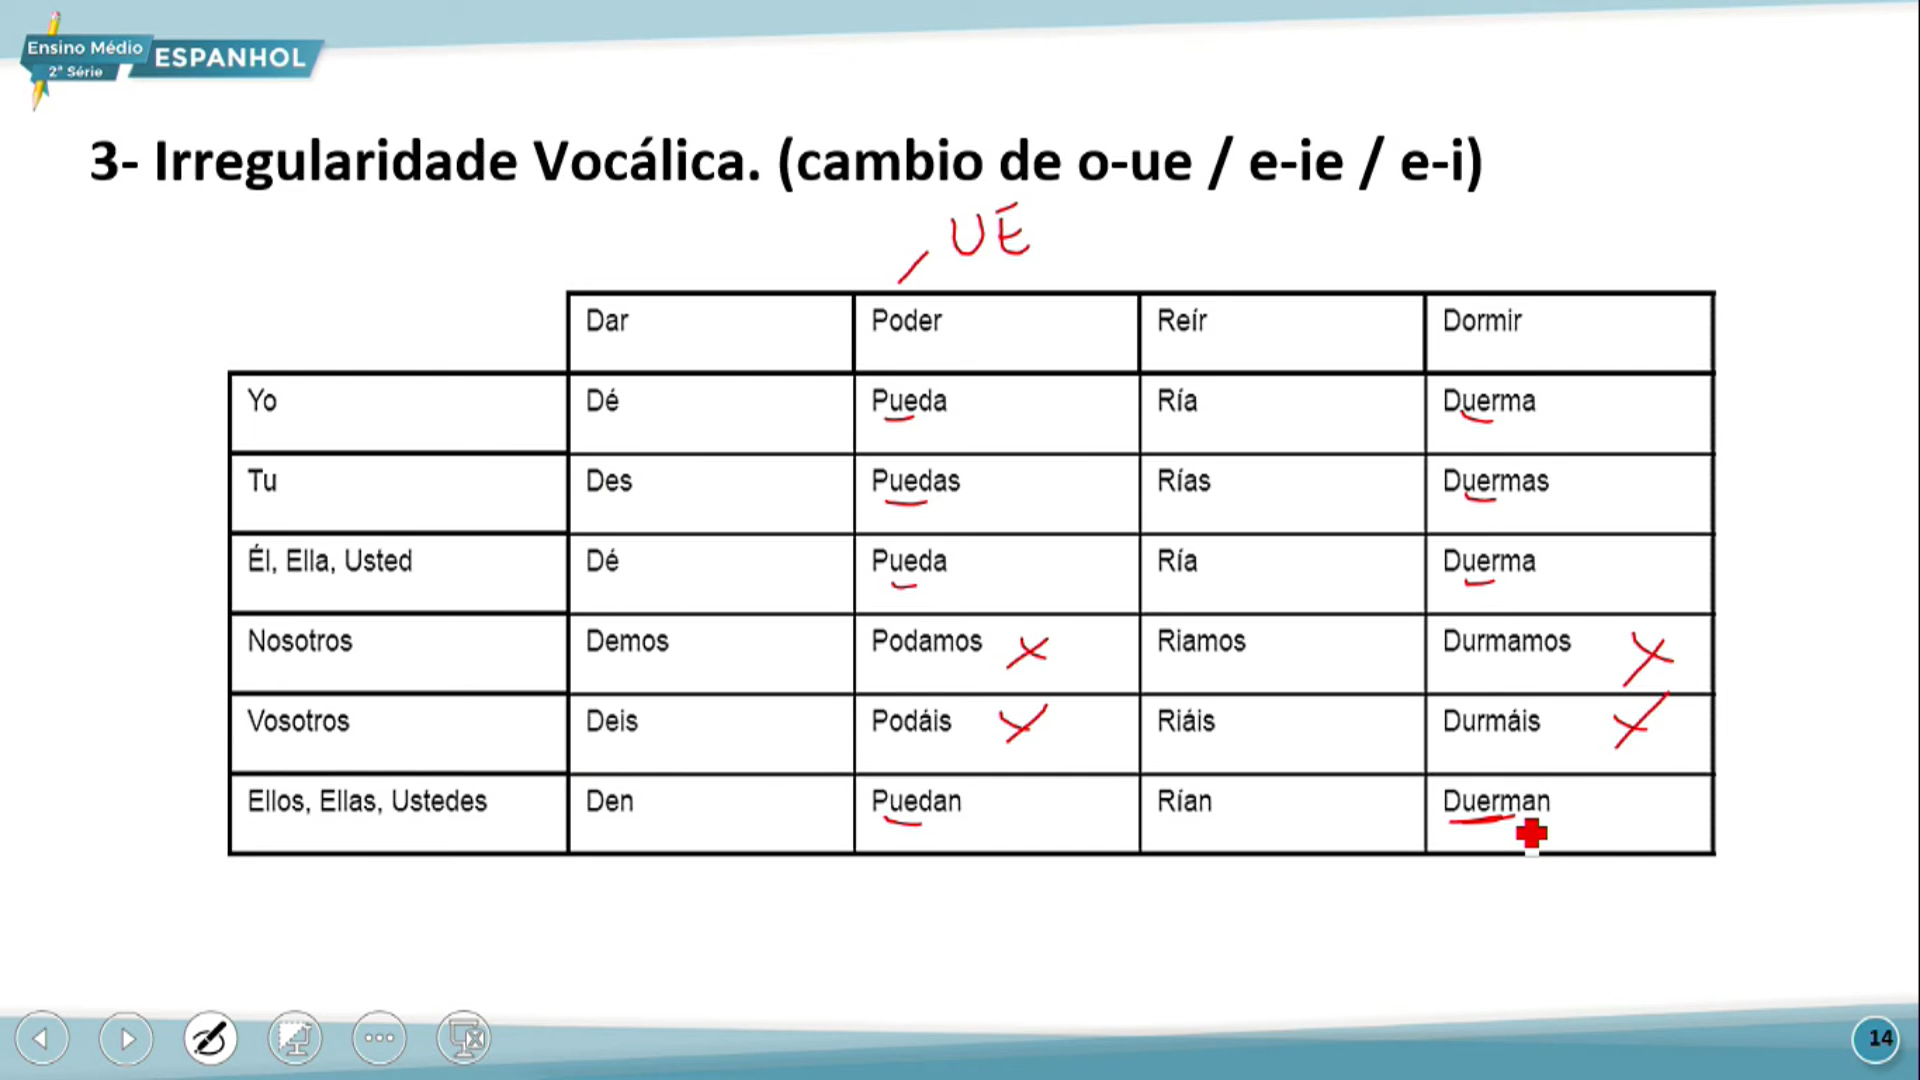 Ensino Médio
2ª Série
ESPANHOL
3- Irregularidade Vocálica. (cambio de o-ue / e-ie / e-i)
UE
Dar Poder Reír Dormir
Yo Dé Pueda Ría Duerma
Tu Des Puedas Rías Duermas
Él, Ella, Usted Dé Pueda Ría Duerma
Nosotros Demos Podamos Riamos Durmamos
Vosotros Deis Podáis Riáis Durmáis
Ellos, Ellas, Ustedes Den Puedan Rían Duerman
14